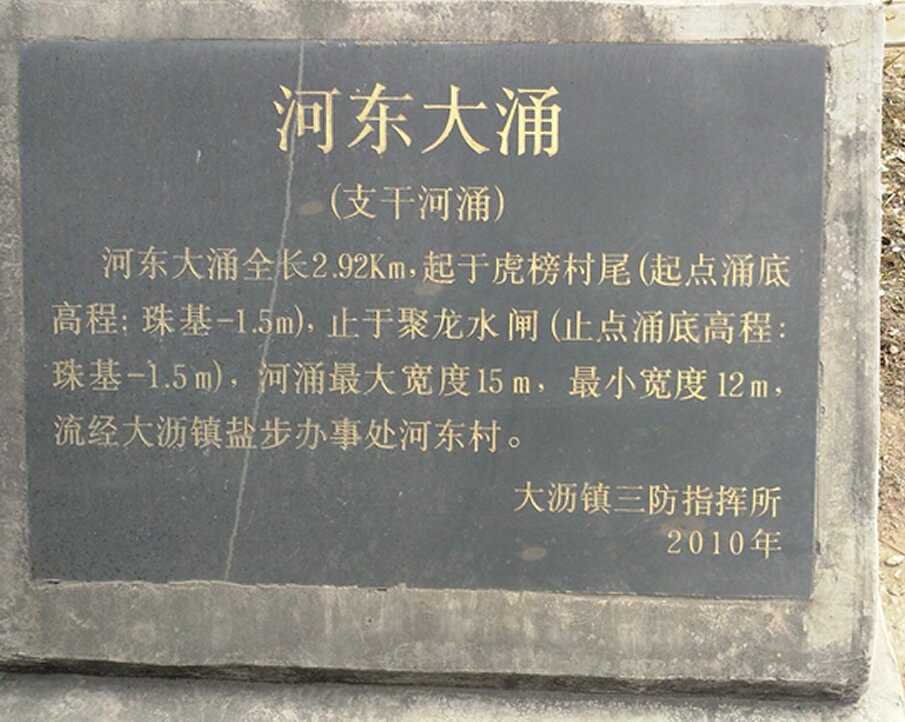 河东大涌
(支干河涌)
河东大涌全长2.92Km,起于虎榜村尾(起点涌底
高程:珠基-1.5m),止于聚龙水闸(止点涌底高程:
珠基-1.5m),河涌最大宽度15m,最小宽度12m,
流经大沥镇盐步办事处河东村。
大沥镇三防指挥所
2010年